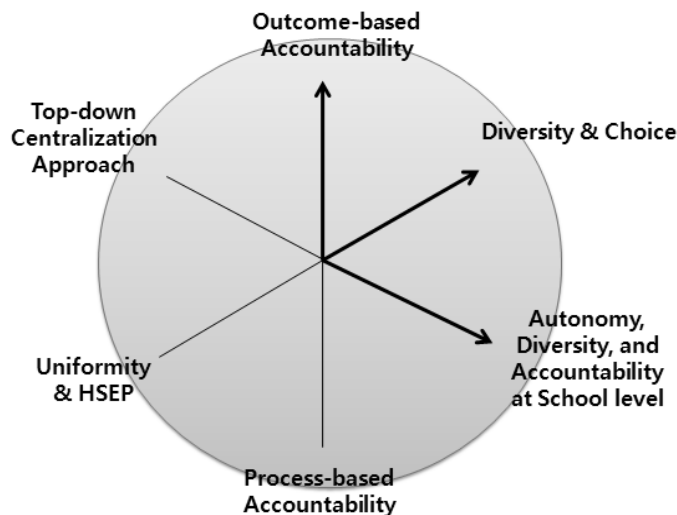 Outcome-based
Accountability
Top-down
Centralization
Approach
Diversity & Choice
Uniformity
& HSEP
Autonomy,
Diversity, and
Accountability
at School level
Process-based
Accountability